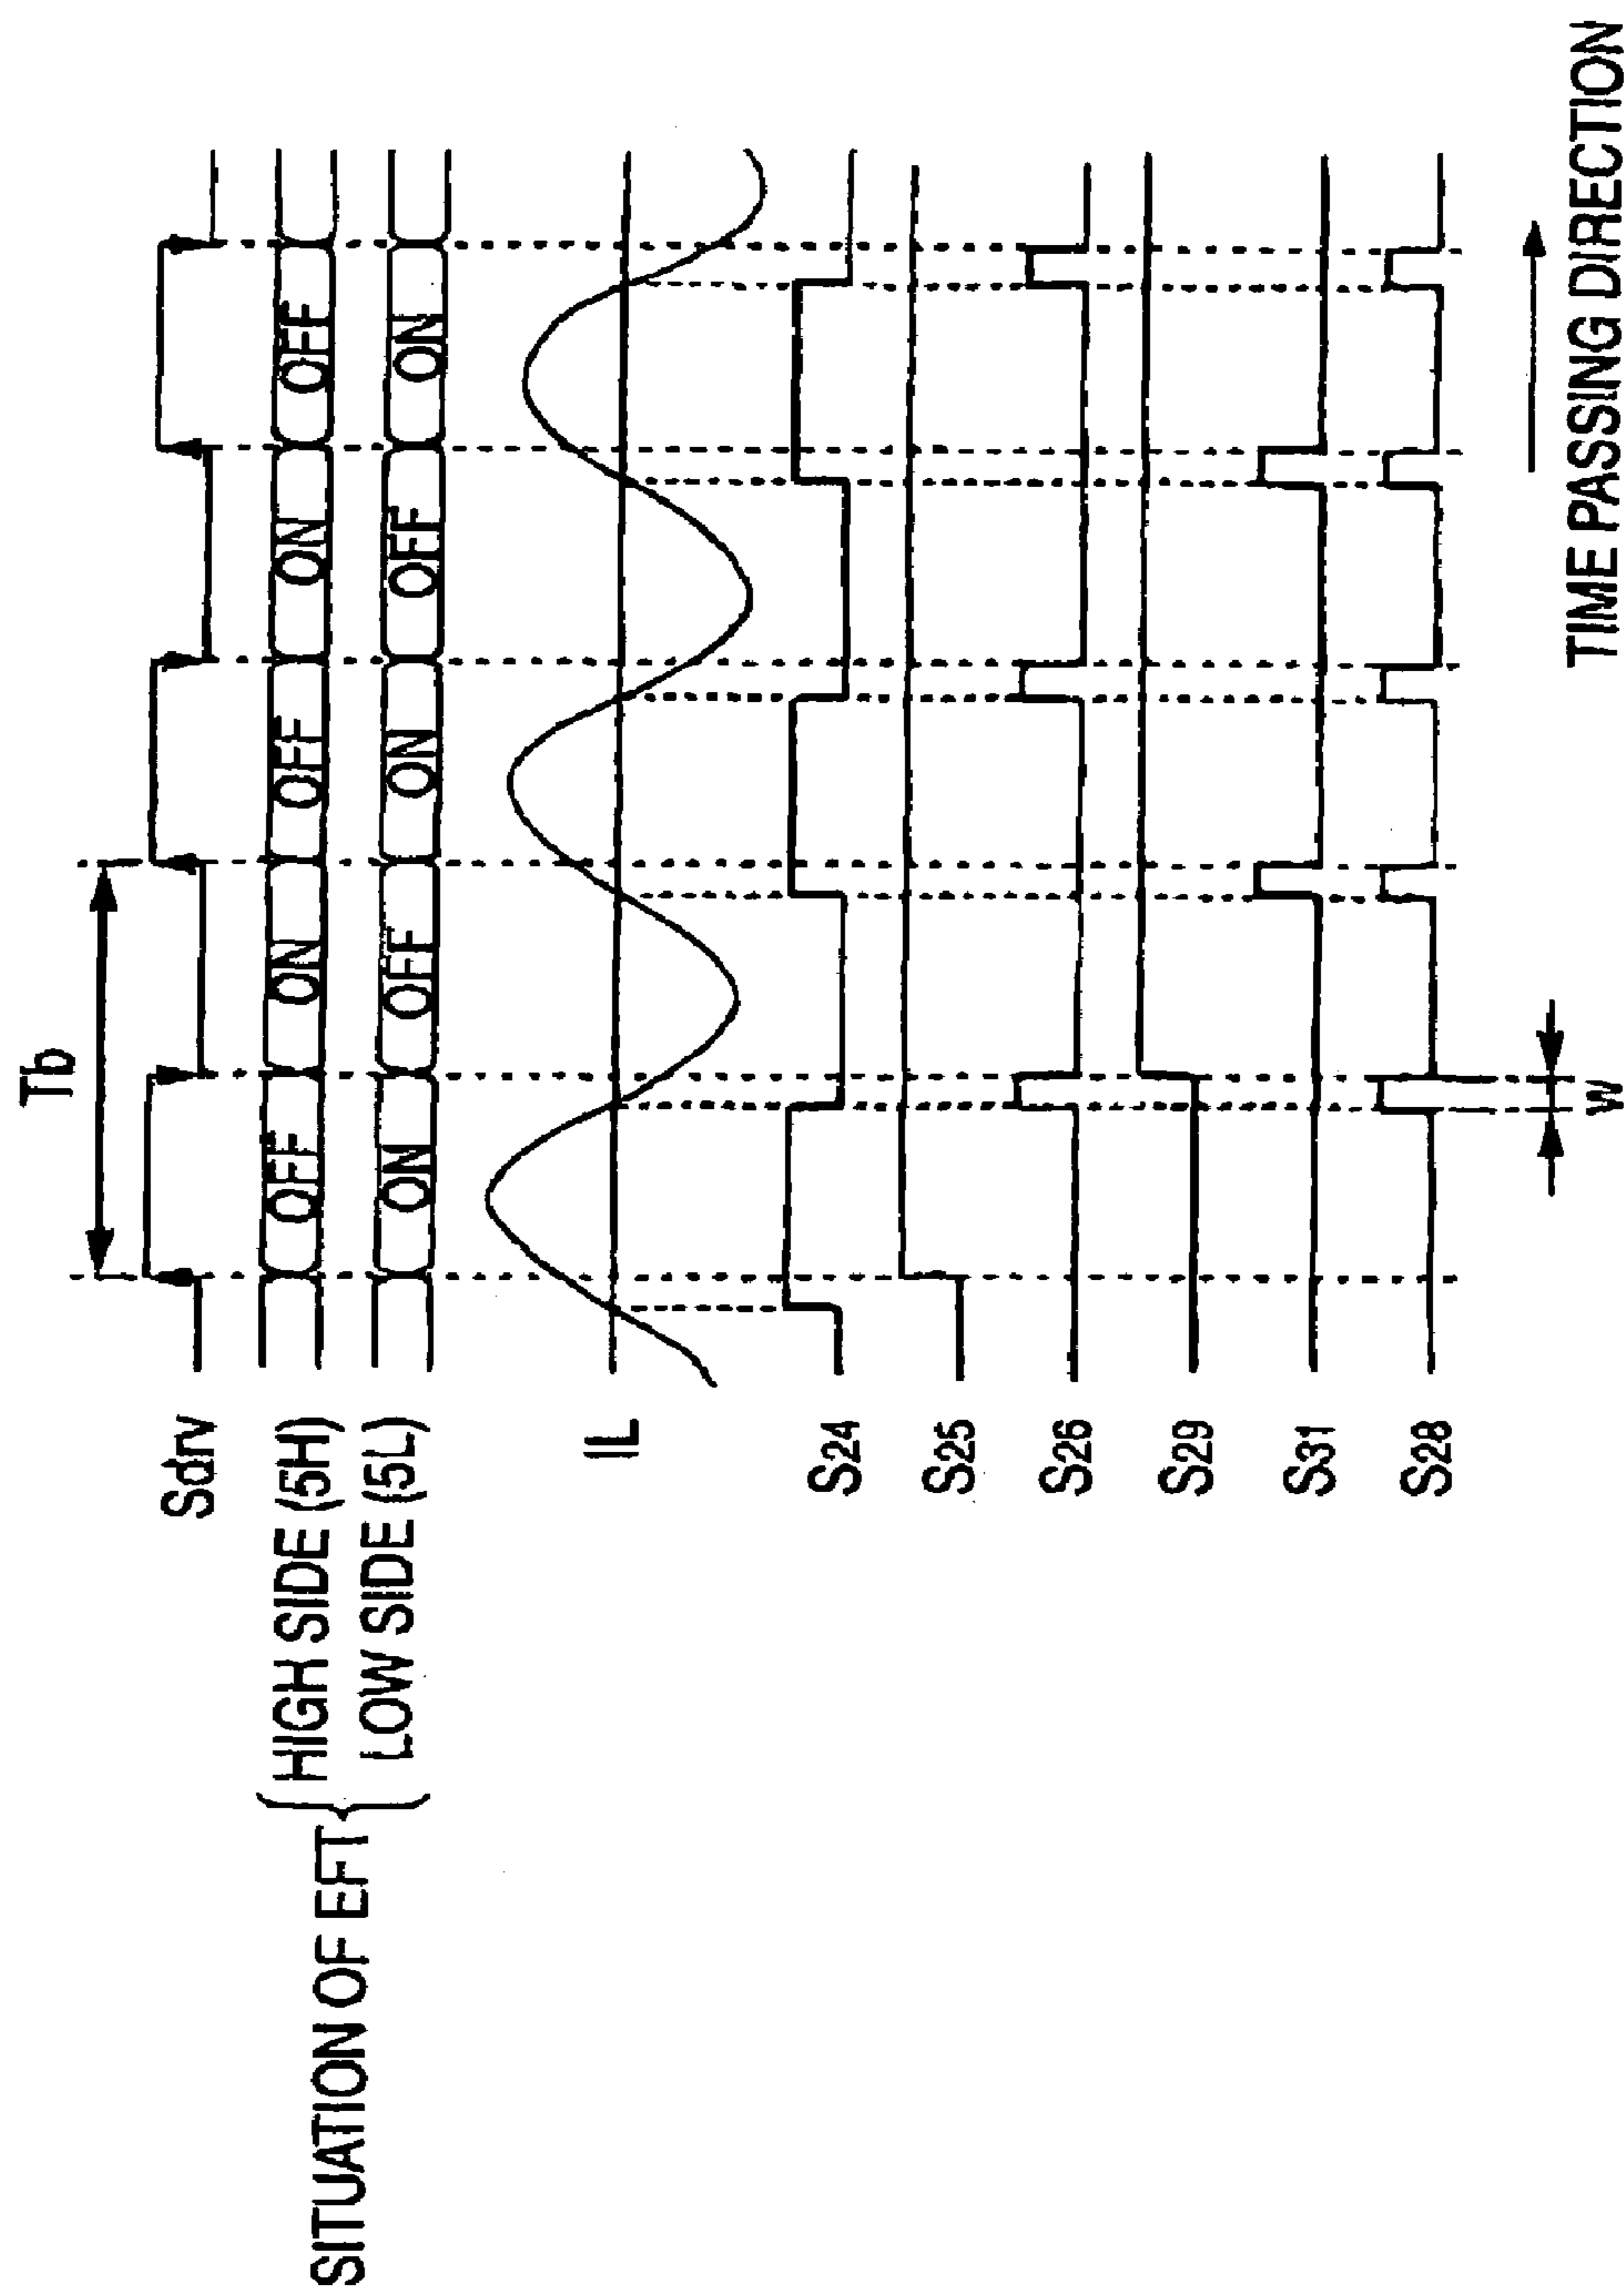 Tb
Sdrv
SITUATION OF EFT { HIGH SIDE (5H)
OFF ON OFF ON OFF
LOW SIDE (5L)
ON OFF ON OFF ON
IL
S24
S25
S26
S29
S31
S28
W
TIME PASSING DIRECTION